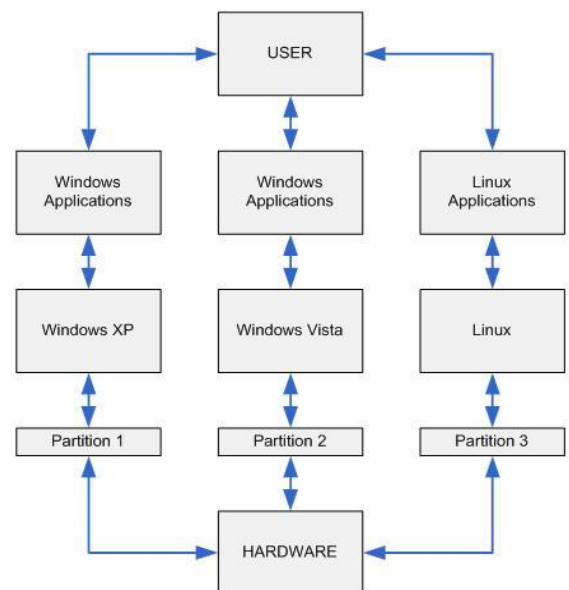 USER
Windows
Applications
Windows
Applications
Linux
Applications
Windows XP
Windows Vista
Linux
Partition 1
Partition 2
Partition 3
HARDWARE